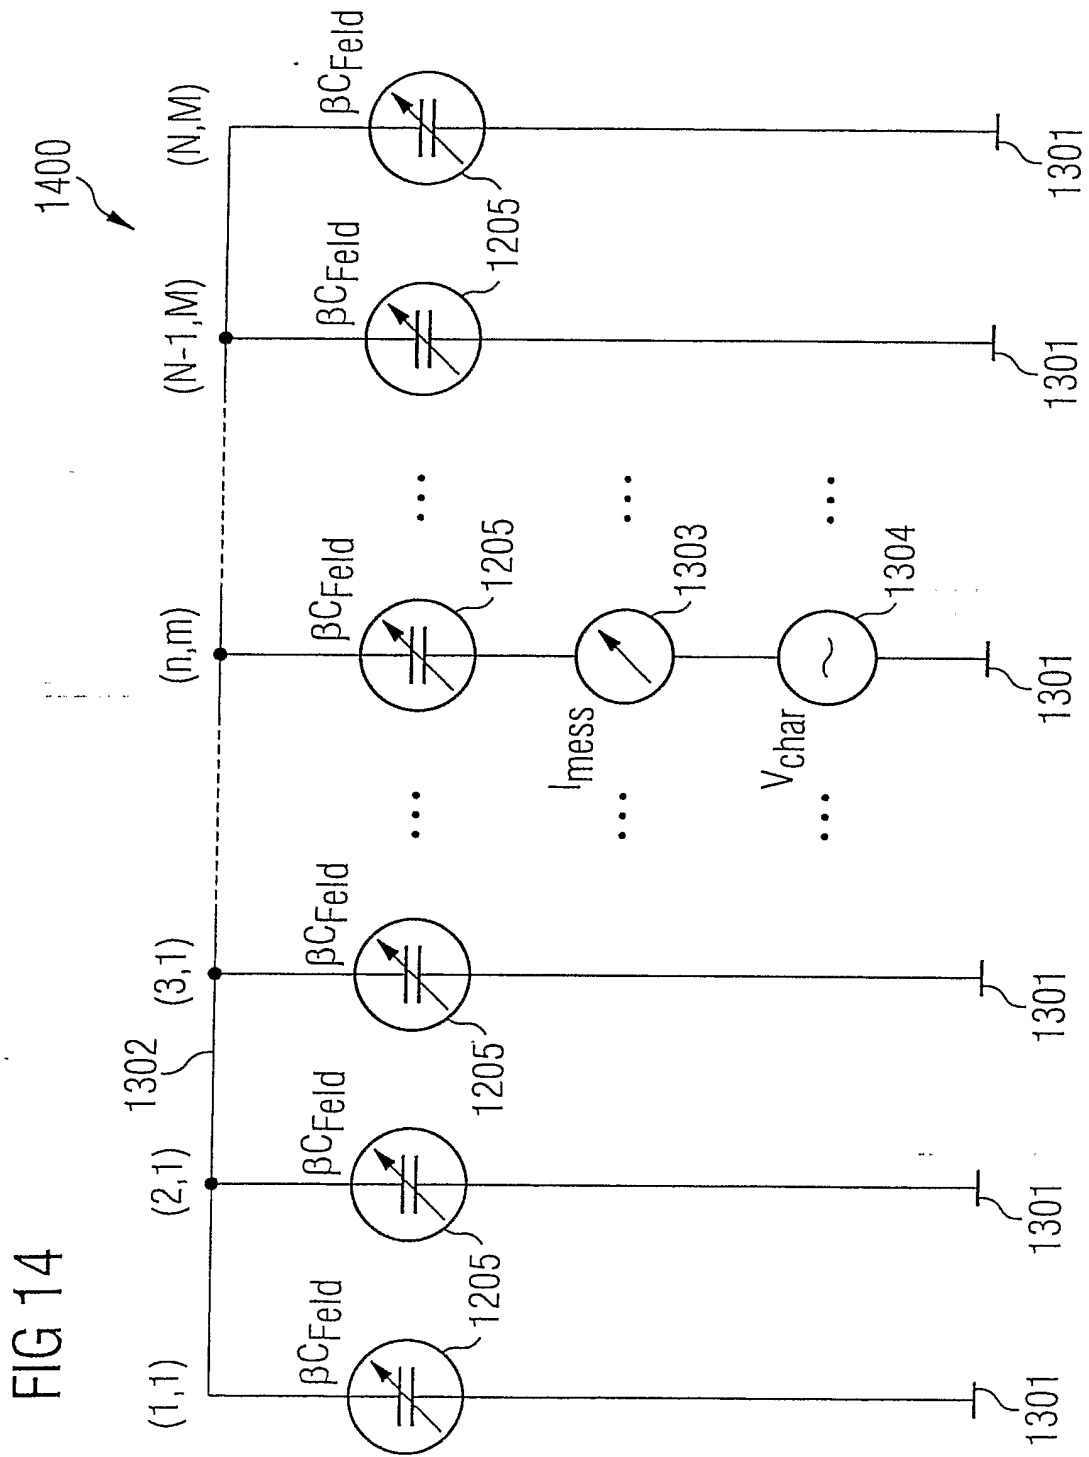 FIG 14
1400
(1,1)
(2,1)
(3,1)
(n,m)
(N-1,M)
(N,M)
1302
βCFeld
βCFeld
βCFeld
βCFeld
βCFeld
βCFeld
1205
1205
1205
1205
1205
1205
Imess
1303
Vchar
1304
1301
1301
1301
1301
1301
1301